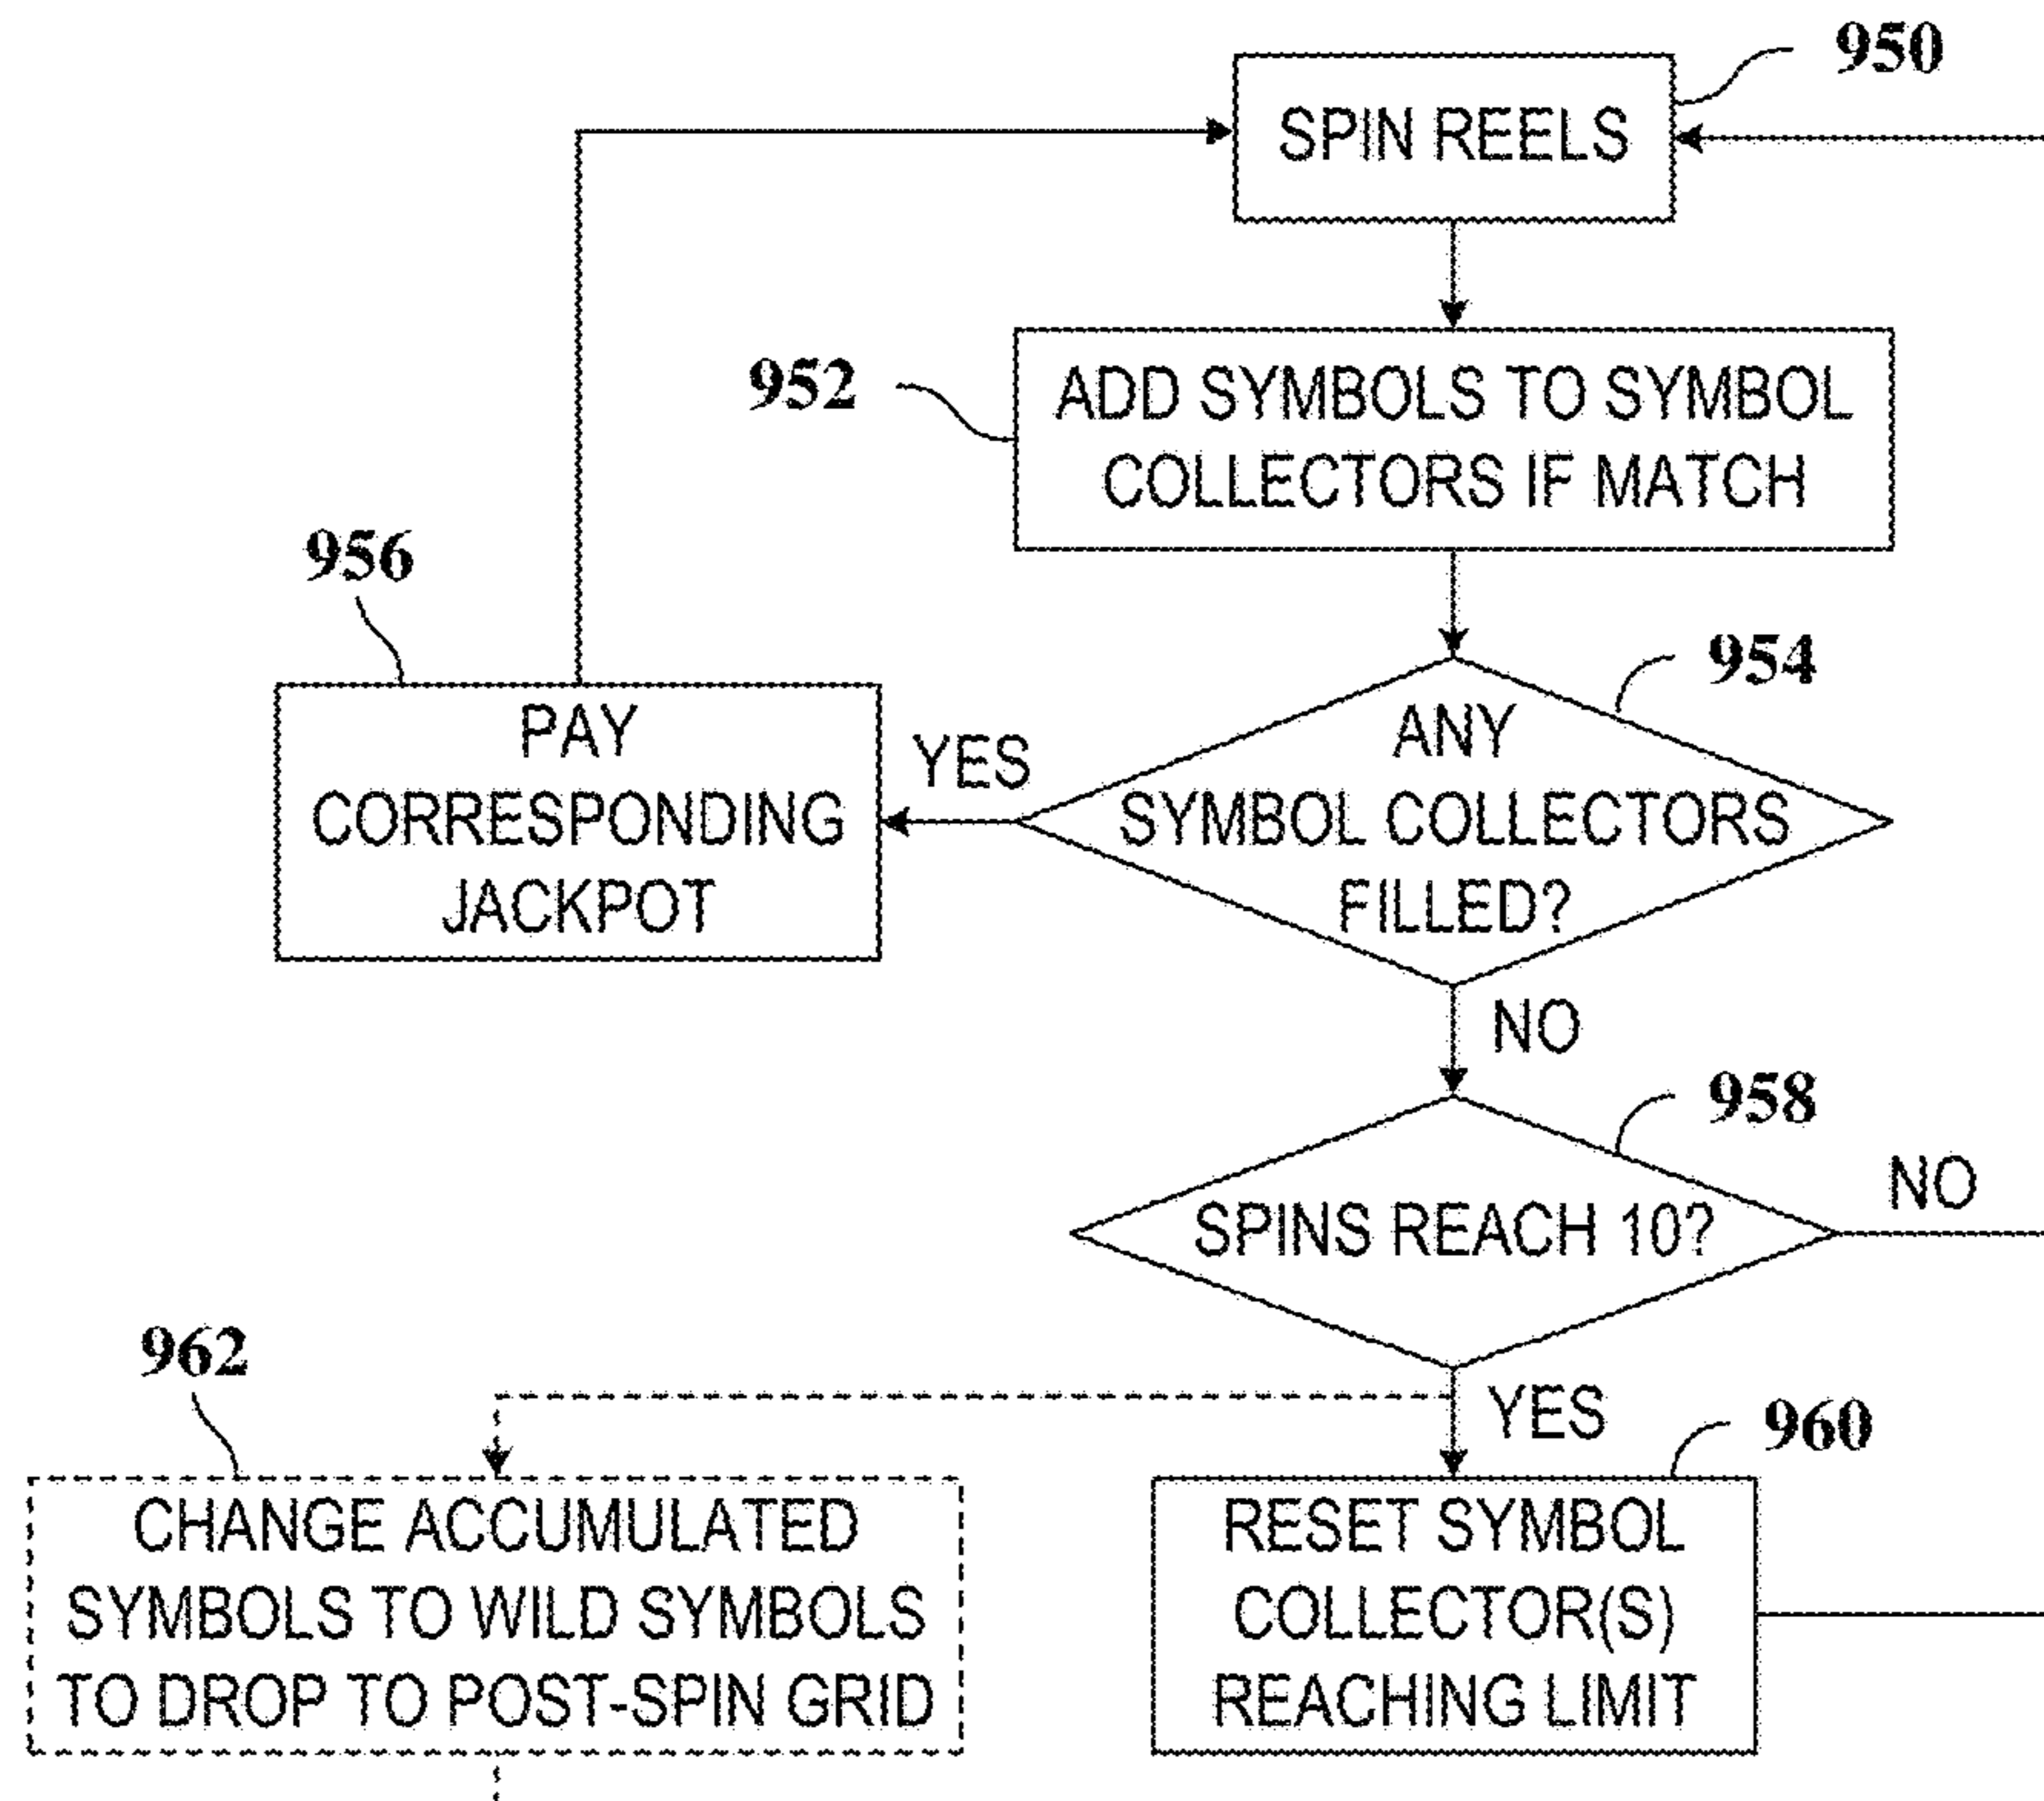 950
SPIN REELS
952
ADD SYMBOLS TO SYMBOL
COLLECTORS IF MATCH
956
954
PAY
CORRESPONDING
JACKPOT
YES
ANY
SYMBOL COLLECTORS
FILLED?
NO
958
SPINS REACH 10?
NO
962
YES
960
CHANGE ACCUMULATED
SYMBOLS TO WILD SYMBOLS
TO DROP TO POST-SPIN GRID
RESET SYMBOL
COLLECTOR(S)
REACHING LIMIT